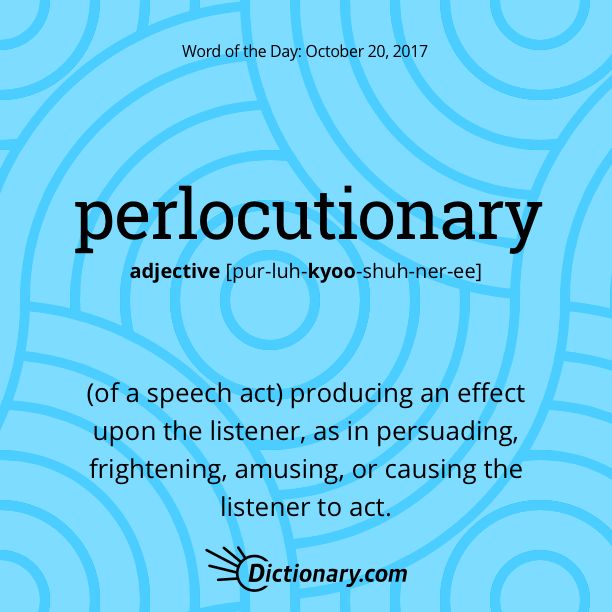 Word of the Day: October 20, 2017
perlocutionary
adjective [pur-luh-kyoo-shuh-ner-ee]
(of a speech act) producing an effect
upon the listener, as in persuading,
frightening, amusing, or causing the
listener to act.
Dictionary.com